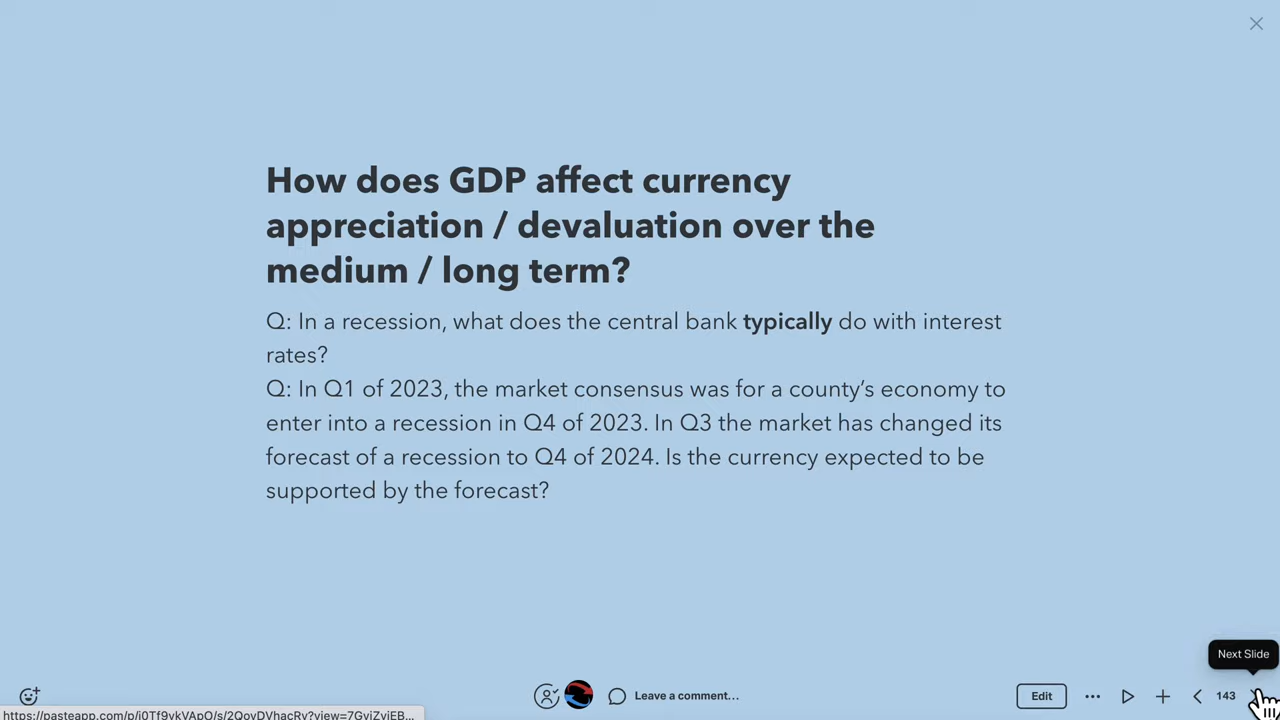 How does GDP affect currency
appreciation / devaluation over the
medium / long term?
Q: In a recession, what does the central bank typically do with interest
rates?
Q: In Q1 of 2023, the market consensus was for a county's economy to
enter into a recession in Q4 of 2023. In Q3 the market has changed its
forecast of a recession to Q4 of 2024. Is the currency expected to be
supported by the forecast?
Next Slide
Leave a comment...
Edit
143